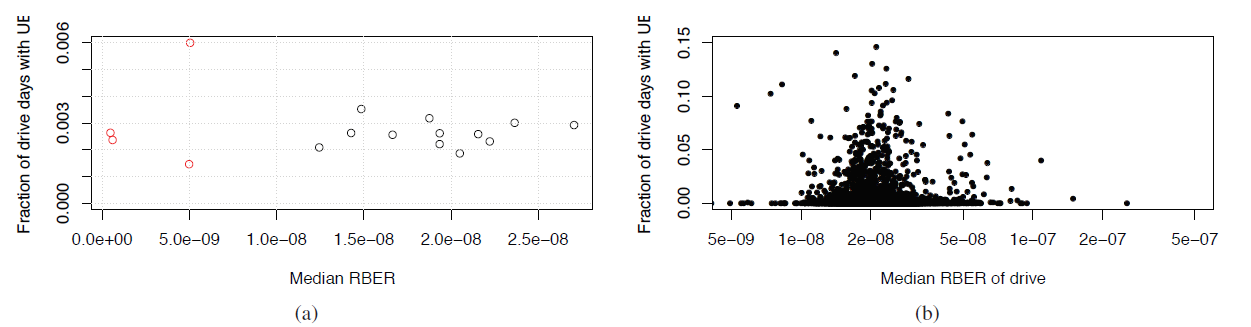 Fraction of drive days with UE
0.006
0.003
0.000
0.0e+00 5.0e−09 1.0e−08 1.5e−08 2.0e−08 2.5e−08
Median RBER
(a)
Fraction of drive days with UE
0.15
0.10
0.05
0.00
5e−09 1e−08 2e−08 5e−08 1e−07 2e−07 5e−07
Median RBER of drive
(b)